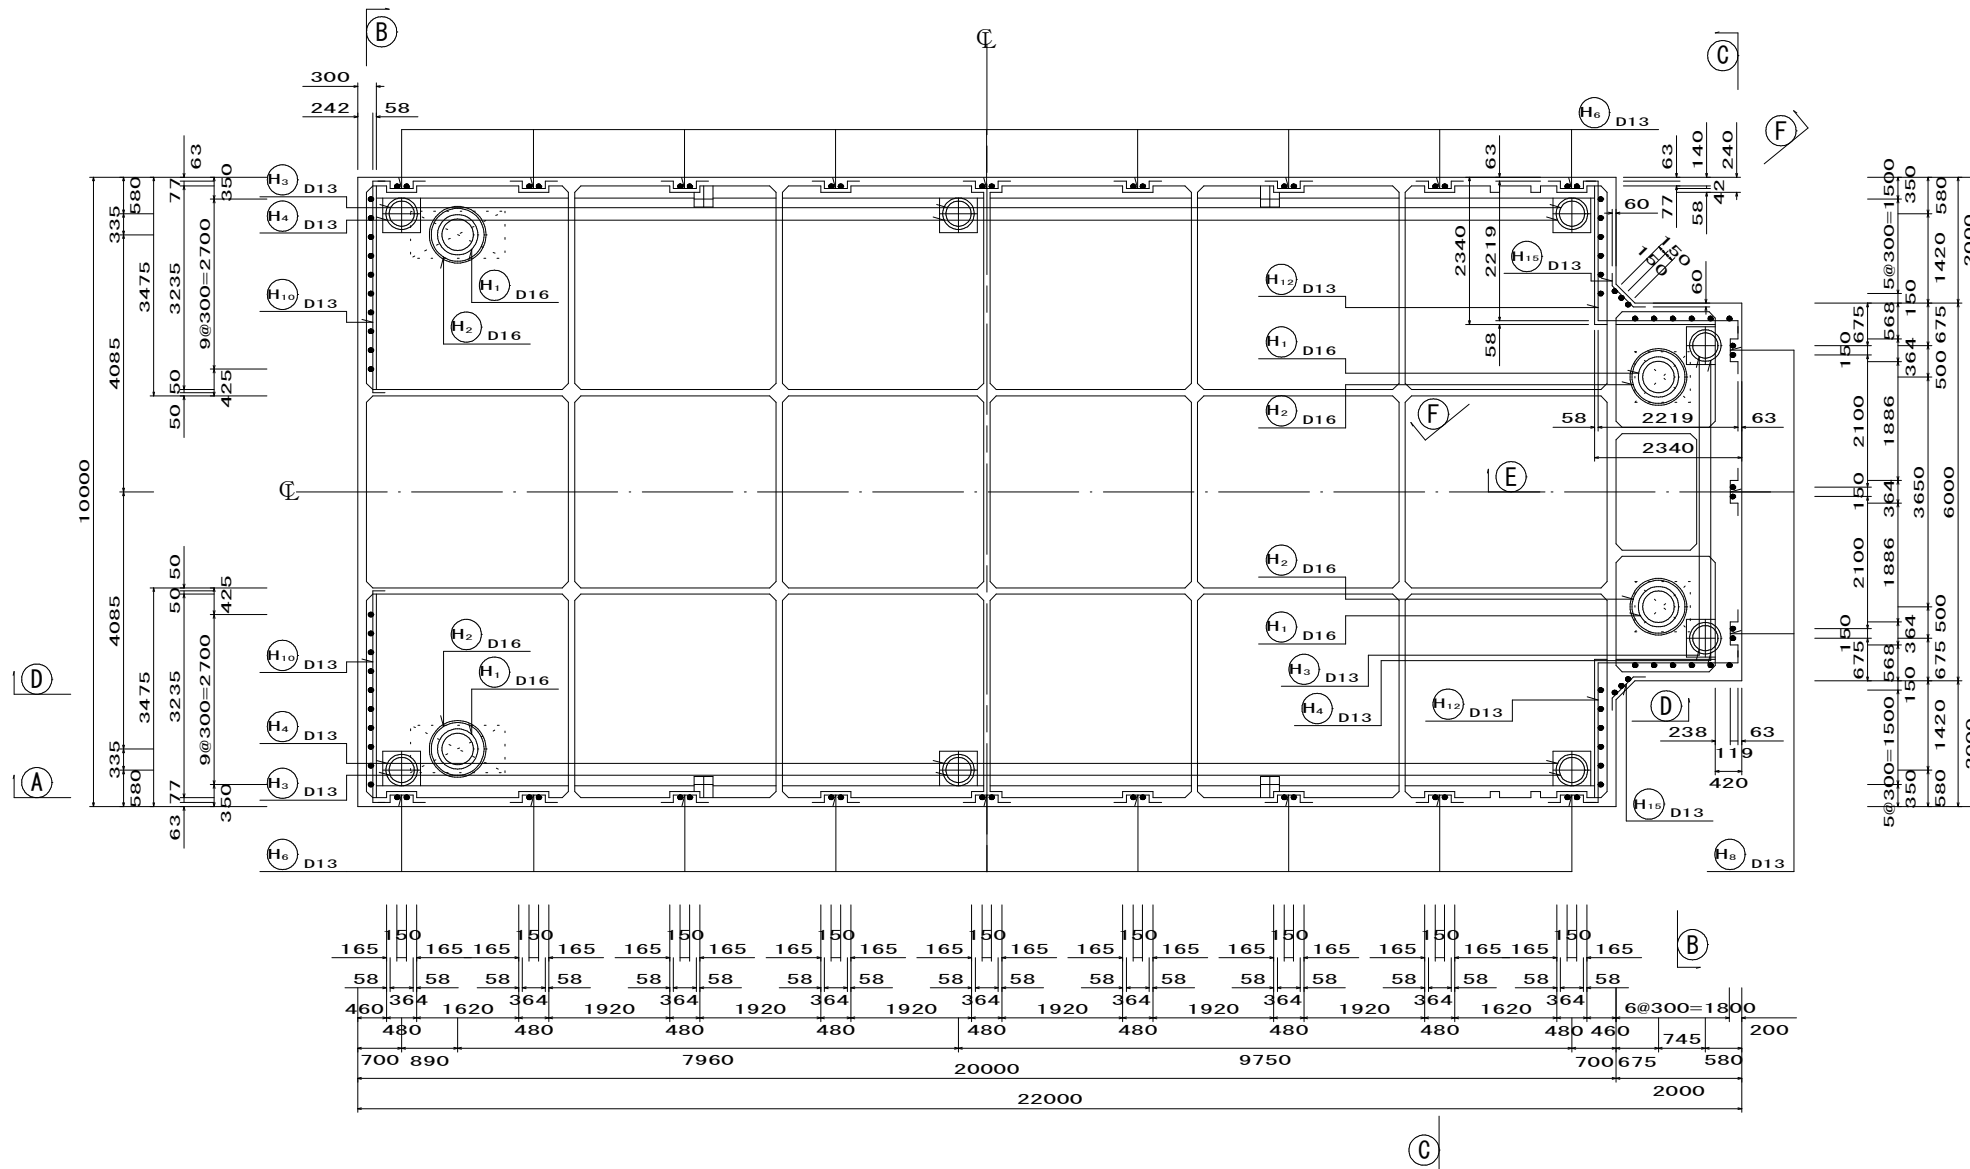 B
℄
C
300
242 58
H₆ D13
F
63
580
77
350
H₃ D13
63
63
140
240
42
5@300=1500
350
580
2000
335
H₄ D13
77
58
60
3475
3235
9@300=2700
H₁₀ D13
H₁ D16
H₂ D16
2340
2219
H₁₅ D13
150
150
60
1420
H₁₂ D13
58
H₁ D16
H₂ D16
150
675
568
364
150
675
500
4085
50
50
425
F
58 2219 63
2340
2100
1886
10000
℄
E
150
364
3650
6000
50
50
425
2100
1886
4085
H₂ D16
H₁ D16
H₂ D16
H₁ D16
150
364
500
H₁₀ D13
D
3475
3235
9@300=2700
H₃ D13
H₄ D13
H₁₂ D13
D
675
568
150
675
238 63
119
420
5@300=1500
350
1420
580
2000
H₄ D13
335
A
580
77
350
63
H₃ D13
H₁₅ D13
H₆ D13
H₈ D13
150 150 150 150 150 150 150 150 150
B
165 165 165 165 165 165 165 165 165 165 165 165 165 165 165 165 165 165
58 58 58 58 58 58 58 58 58 58 58 58 58 58 58 58 58 58
364 364 364 364 364 364 364 364 364
460 1620 1920 1920 1920 1920 1920 1920 1620 6@300=1800
480 480 480 480 480 480 480 480 480 460 200
700 890 7960 9750 700 675 745 580
20000 2000
22000
C